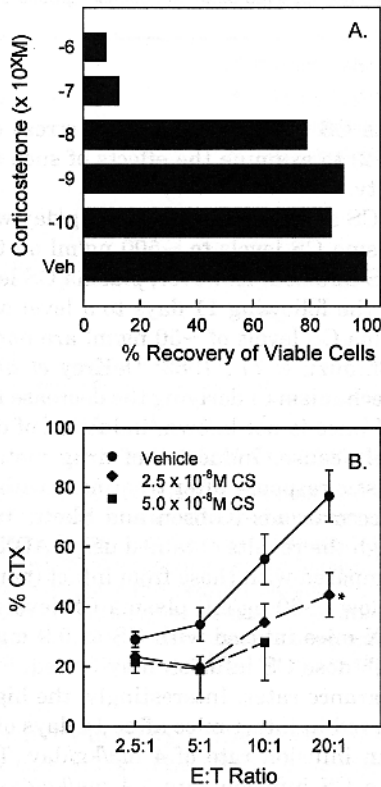 A.
Corticosterone (x 10ˣM)
-6
-7
-8
-9
-10
Veh
0 20 40 60 80 100
% Recovery of Viable Cells
B.
Vehicle
2.5 x 10⁻⁸M CS
5.0 x 10⁻⁸M CS
% CTX
100
80
60
40
20
0
*
2.5:1 5:1 10:1 20:1
E:T Ratio